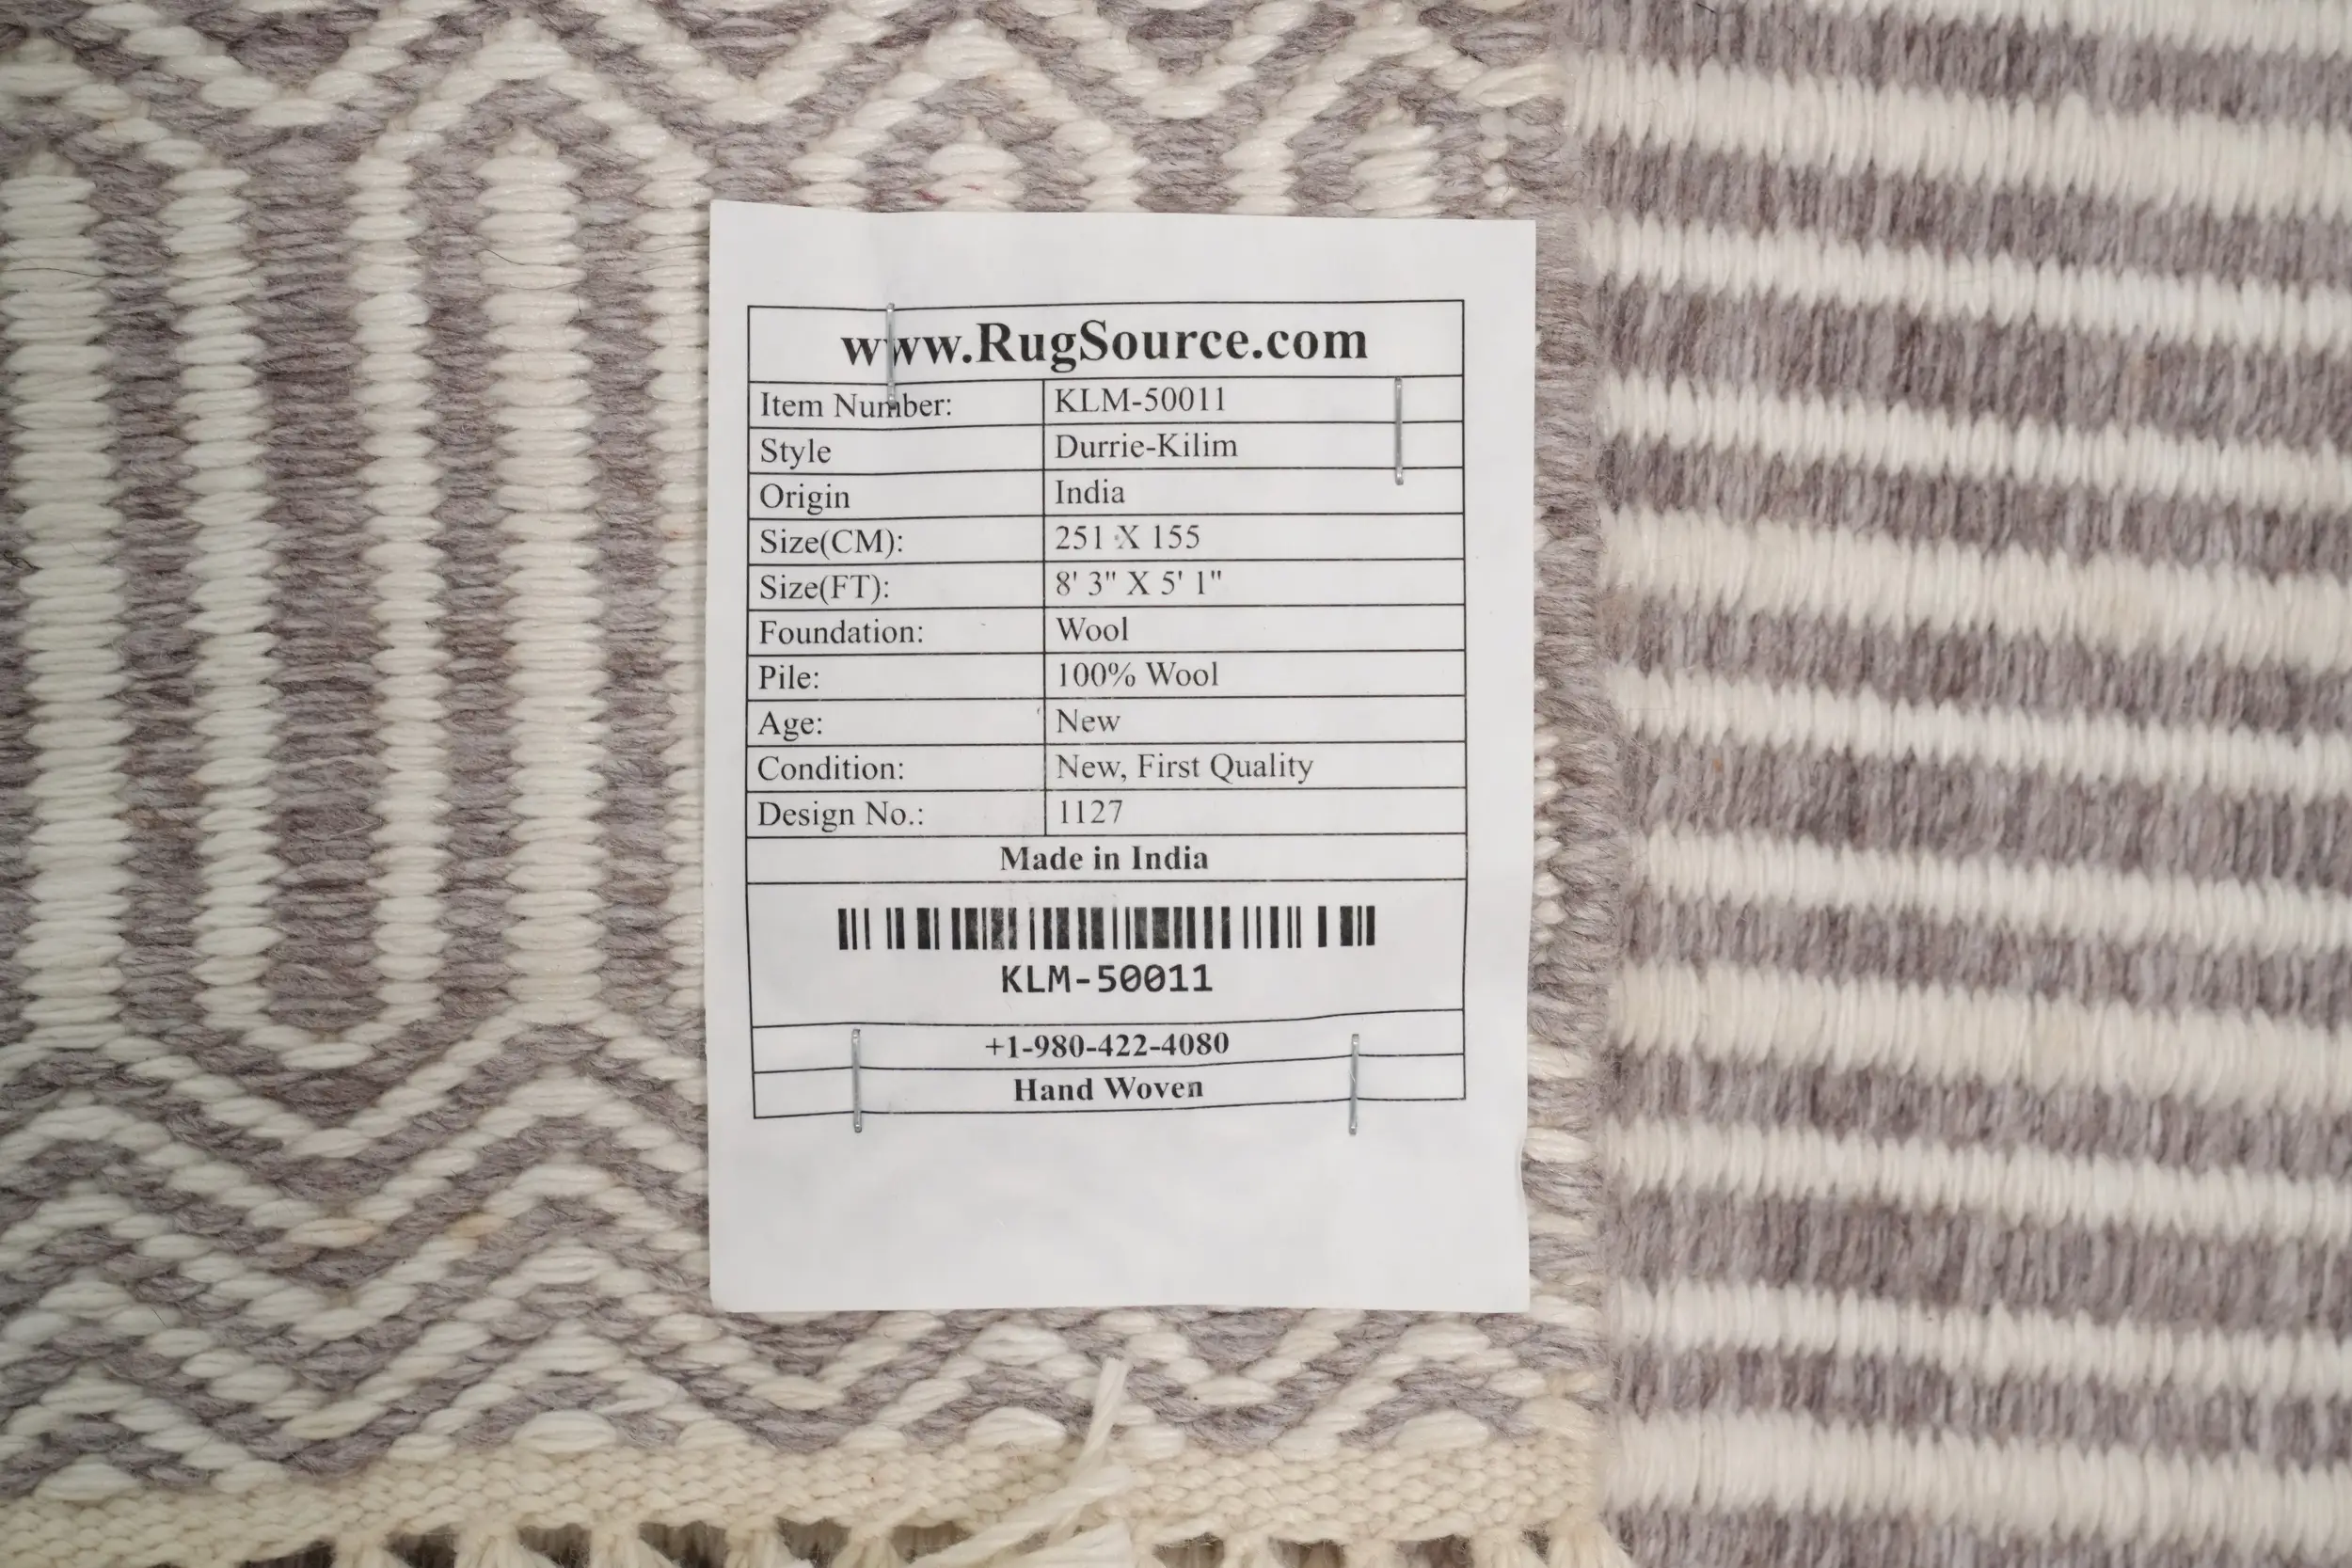 www.RugSource.com
Item Number: KLM-50011
Style Durrie-Kilim
Origin India
Size(CM): 251 X 155
Size(FT): 8' 3" X 5' 1"
Foundation: Wool
Pile: 100% Wool
Age: New
Condition: New, First Quality
Design No.: 1127
Made in India
KLM-50011
+1-980-422-4080
Hand Woven